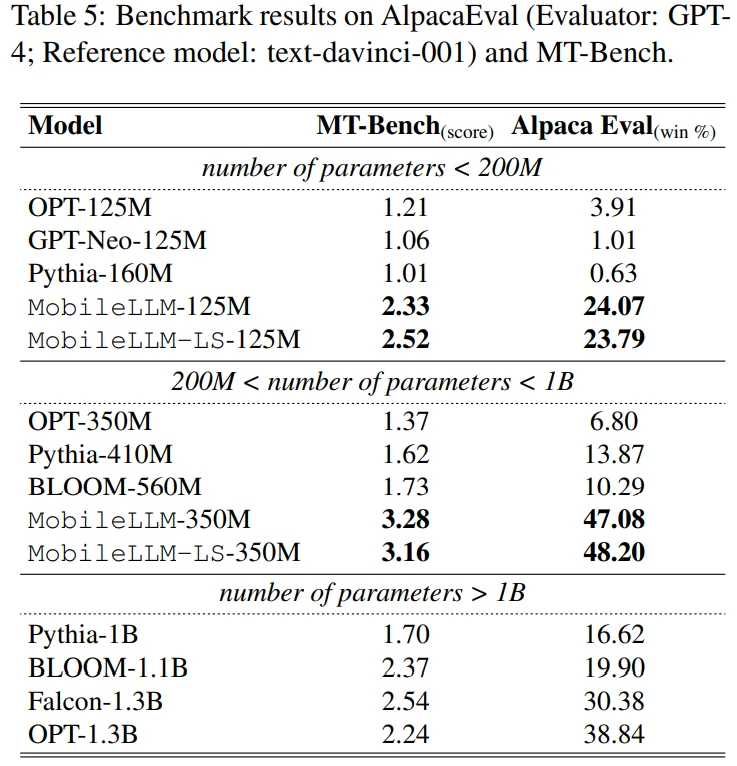 Table 5: Benchmark results on AlpacaEval (Evaluator: GPT-
4; Reference model: text-davinci-001) and MT-Bench.
Model MT-Bench(score) Alpaca Eval(win %)
number of parameters < 200M
OPT-125M 1.21 3.91
GPT-Neo-125M 1.06 1.01
Pythia-160M 1.01 0.63
MobileLLM-125M 2.33 24.07
MobileLLM-LS-125M 2.52 23.79
200M < number of parameters < 1B
OPT-350M 1.37 6.80
Pythia-410M 1.62 13.87
BLOOM-560M 1.73 10.29
MobileLLM-350M 3.28 47.08
MobileLLM-LS-350M 3.16 48.20
number of parameters > 1B
Pythia-1B 1.70 16.62
BLOOM-1.1B 2.37 19.90
Falcon-1.3B 2.54 30.38
OPT-1.3B 2.24 38.84